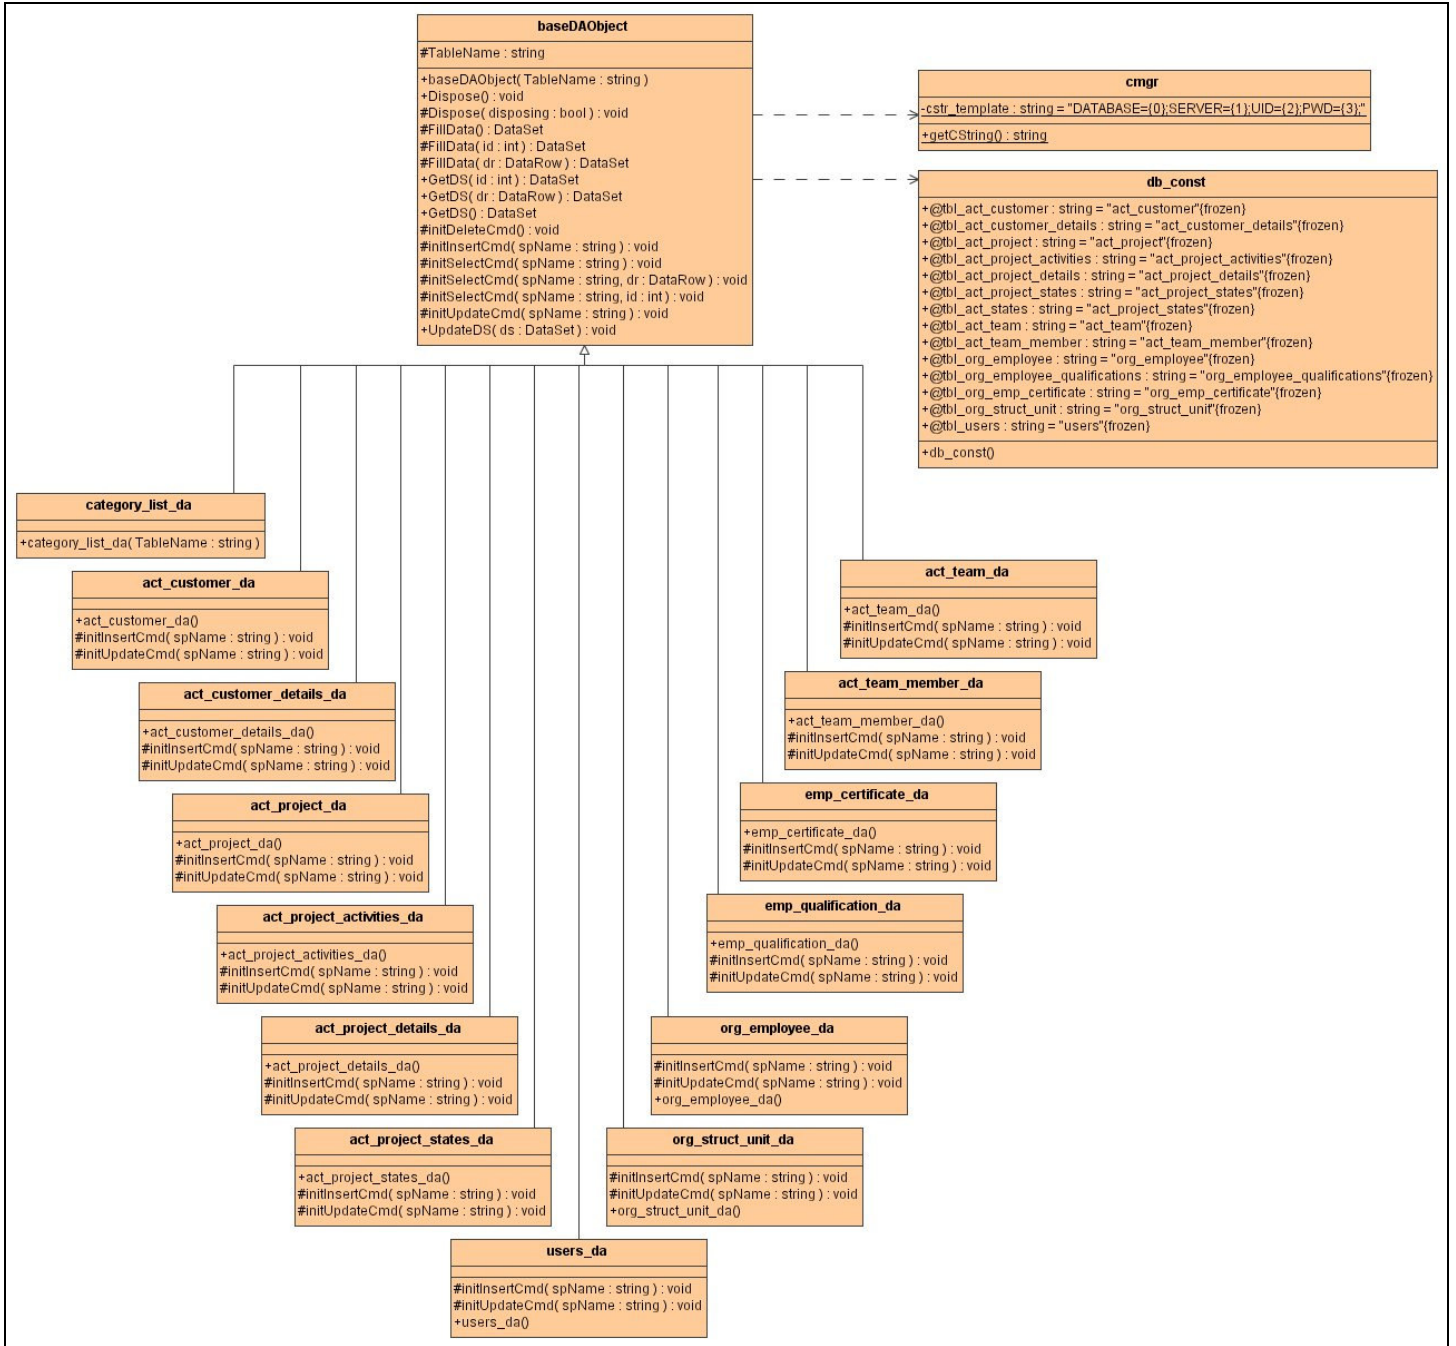 baseDAObject
#TableName : string
+baseDAObject( TableName : string )
+Dispose() : void
#Dispose( disposing : bool ) : void
#FillData() : DataSet
#FillData( id : int ) : DataSet
#FillData( dr : DataRow ) : DataSet
+GetDS( id : int ) : DataSet
+GetDS( dr : DataRow ) : DataSet
+GetDS() : DataSet
#initDeleteCmd() : void
#initInsertCmd( spName : string ) : void
#initSelectCmd( spName : string ) : void
#initSelectCmd( spName : string, dr : DataRow ) : void
#initSelectCmd( spName : string, id : int ) : void
#initUpdateCmd( spName : string ) : void
+UpdateDS( ds : DataSet ) : void
cmgr
-cstr_template : string = "DATABASE={0};SERVER={1};UID={2};PWD={3};"
+getCString() : string
db_const
+@tbl_act_customer : string = "act_customer"{frozen}
+@tbl_act_customer_details : string = "act_customer_details"{frozen}
+@tbl_act_project : string = "act_project"{frozen}
+@tbl_act_project_activities : string = "act_project_activities"{frozen}
+@tbl_act_project_details : string = "act_project_details"{frozen}
+@tbl_act_project_states : string = "act_project_states"{frozen}
+@tbl_act_states : string = "act_project_states"{frozen}
+@tbl_act_team : string = "act_team"{frozen}
+@tbl_act_team_member : string = "act_team_member"{frozen}
+@tbl_org_employee : string = "org_employee"{frozen}
+@tbl_org_employee_qualifications : string = "org_employee_qualifications"{frozen}
+@tbl_org_emp_certificate : string = "org_emp_certificate"{frozen}
+@tbl_org_struct_unit : string = "org_struct_unit"{frozen}
+@tbl_users : string = "users"{frozen}
+db_const()
category_list_da
+category_list_da( TableName : string )
act_customer_da
+act_customer_da()
#initInsertCmd( spName : string ) : void
#initUpdateCmd( spName : string ) : void
act_team_da
+act_team_da()
#initInsertCmd( spName : string ) : void
#initUpdateCmd( spName : string ) : void
act_customer_details_da
+act_customer_details_da()
#initInsertCmd( spName : string ) : void
#initUpdateCmd( spName : string ) : void
act_team_member_da
+act_team_member_da()
#initInsertCmd( spName : string ) : void
#initUpdateCmd( spName : string ) : void
act_project_da
+act_project_da()
#initInsertCmd( spName : string ) : void
#initUpdateCmd( spName : string ) : void
emp_certificate_da
+emp_certificate_da()
#initInsertCmd( spName : string ) : void
#initUpdateCmd( spName : string ) : void
act_project_activities_da
+act_project_activities_da()
#initInsertCmd( spName : string ) : void
#initUpdateCmd( spName : string ) : void
emp_qualification_da
+emp_qualification_da()
#initInsertCmd( spName : string ) : void
#initUpdateCmd( spName : string ) : void
act_project_details_da
+act_project_details_da()
#initInsertCmd( spName : string ) : void
#initUpdateCmd( spName : string ) : void
org_employee_da
#initInsertCmd( spName : string ) : void
#initUpdateCmd( spName : string ) : void
+org_employee_da()
act_project_states_da
+act_project_states_da()
#initInsertCmd( spName : string ) : void
#initUpdateCmd( spName : string ) : void
org_struct_unit_da
#initInsertCmd( spName : string ) : void
#initUpdateCmd( spName : string ) : void
+org_struct_unit_da()
users_da
#initInsertCmd( spName : string ) : void
#initUpdateCmd( spName : string ) : void
+users_da()